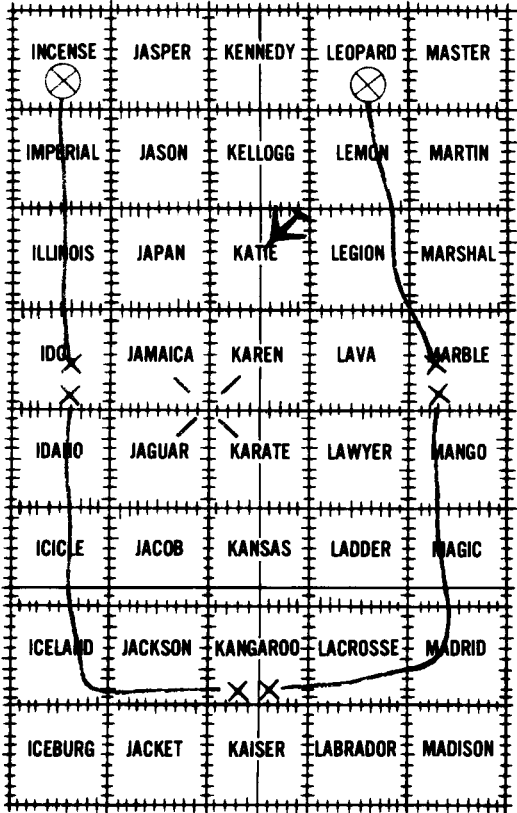 INCENSE JASPER KENNEDY LEOPARD MASTER
IMPERIAL JASON KELLOGG LEMON MARTIN
ILLINOIS JAPAN KATIE LEGION MARSHAL
IDOL JAMAICA KAREN LAVA MARBLE
IDAHO JAGUAR KARATE LAWYER MANGO
ICICLE JACOB KANSAS LADDER MAGIC
ICELAND JACKSON KANGAROO LACROSSE MADRID
ICEBURG JACKET KAISER LABRADOR MADISON